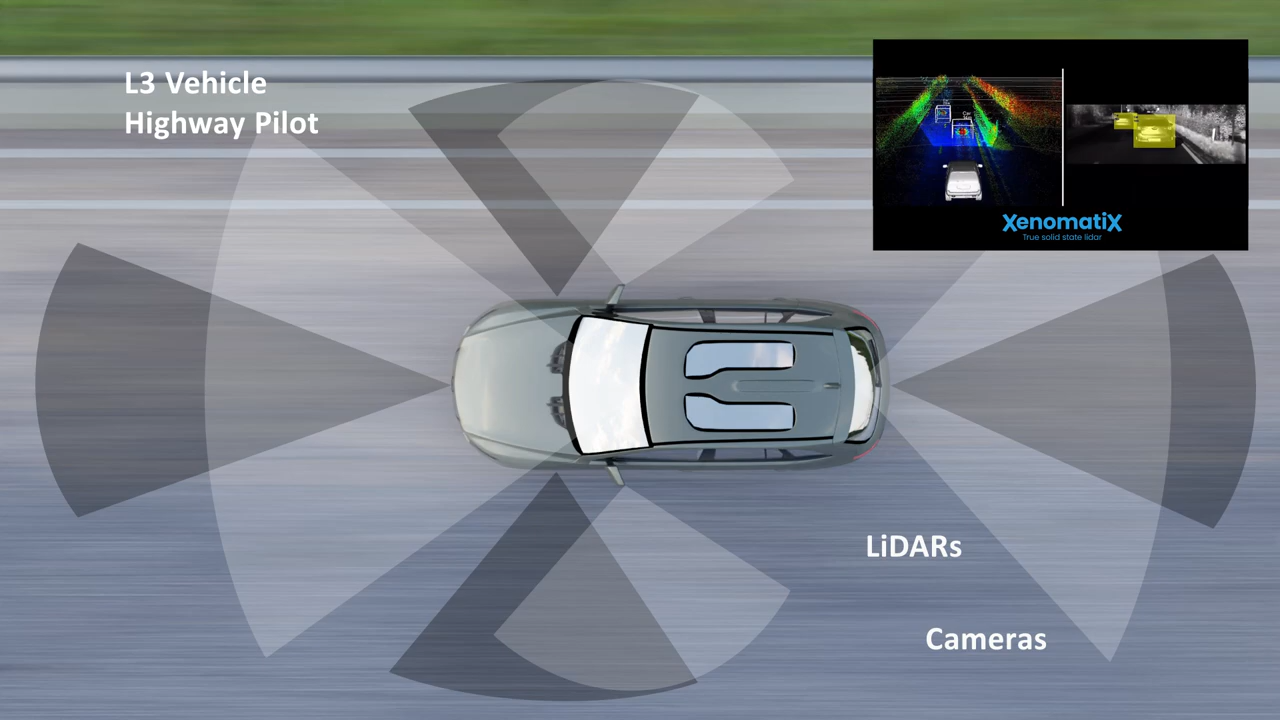 L3 Vehicle
Highway Pilot
XenomatiX
True solid state lidar
LiDARs
Cameras